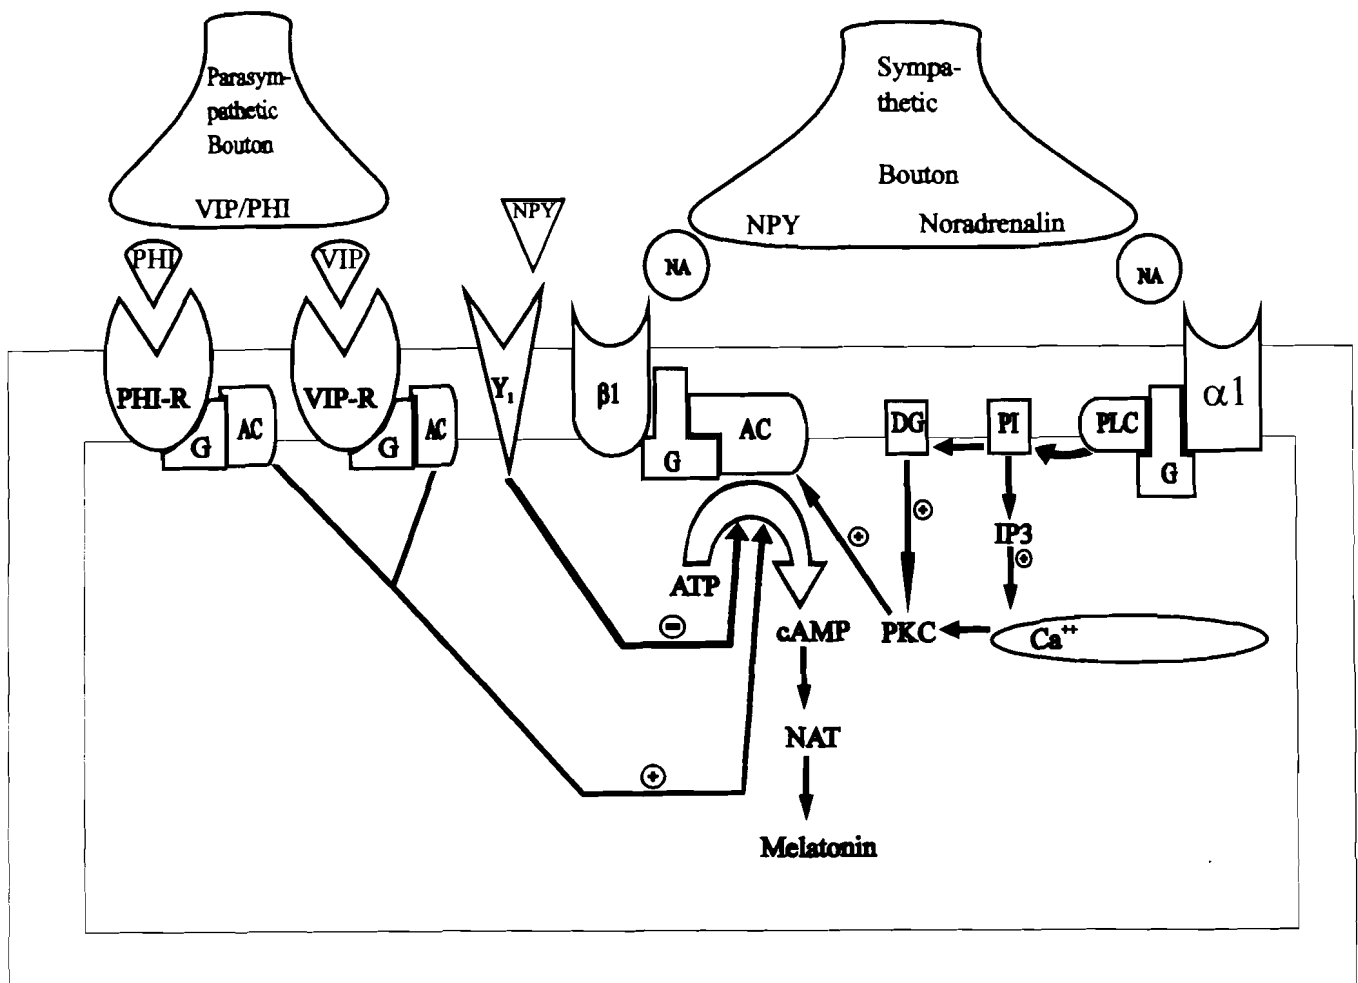 Parasym-
pathetic
Bouton
VIP/PHI
Sympa-
thetic
Bouton
NPY
Noradrenalin
PHI
VIP
NPY
NA
NA
PHI-R
G
AC
VIP-R
G
AC
Y1
β1
G
AC
DG
PI
PLC
G
α1
+
IP3
+
+
ATP
−
cAMP
PKC
Ca++
NAT
+
Melatonin